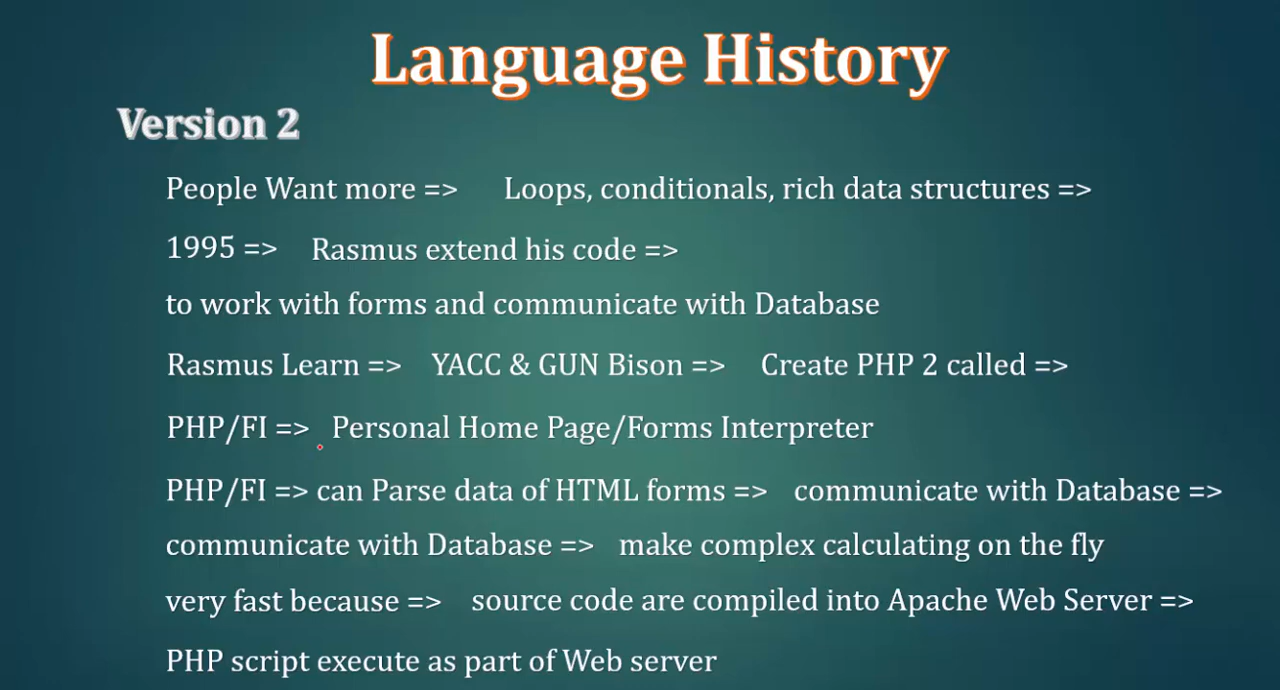 Language History
Version 2
People Want more => Loops, conditionals, rich data structures =>
1995 => Rasmus extend his code =>
to work with forms and communicate with Database
Rasmus Learn => YACC & GUN Bison => Create PHP 2 called =>
PHP/FI => Personal Home Page/Forms Interpreter
PHP/FI => can Parse data of HTML forms => communicate with Database =>
communicate with Database => make complex calculating on the fly
very fast because => source code are compiled into Apache Web Server =>
PHP script execute as part of Web server